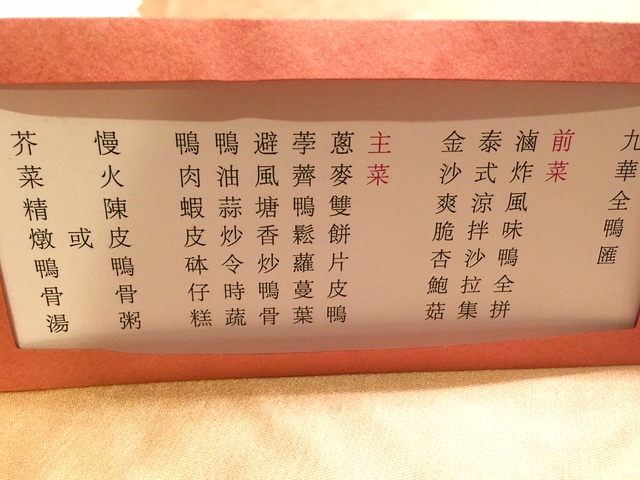 九華全鴨匯
前菜
滷炸風味鴨全拼
泰式涼拌沙拉集
金沙爽脆杏鮑菇
主菜
蔥麥雙餅片皮鴨
荸薺鴨鬆蘿蔓葉
避風塘香炒鴨骨
鴨油蒜炒令時蔬
鴨肉蝦皮砵仔糕
慢火陳皮鴨骨粥
或
芥菜精燉鴨骨湯